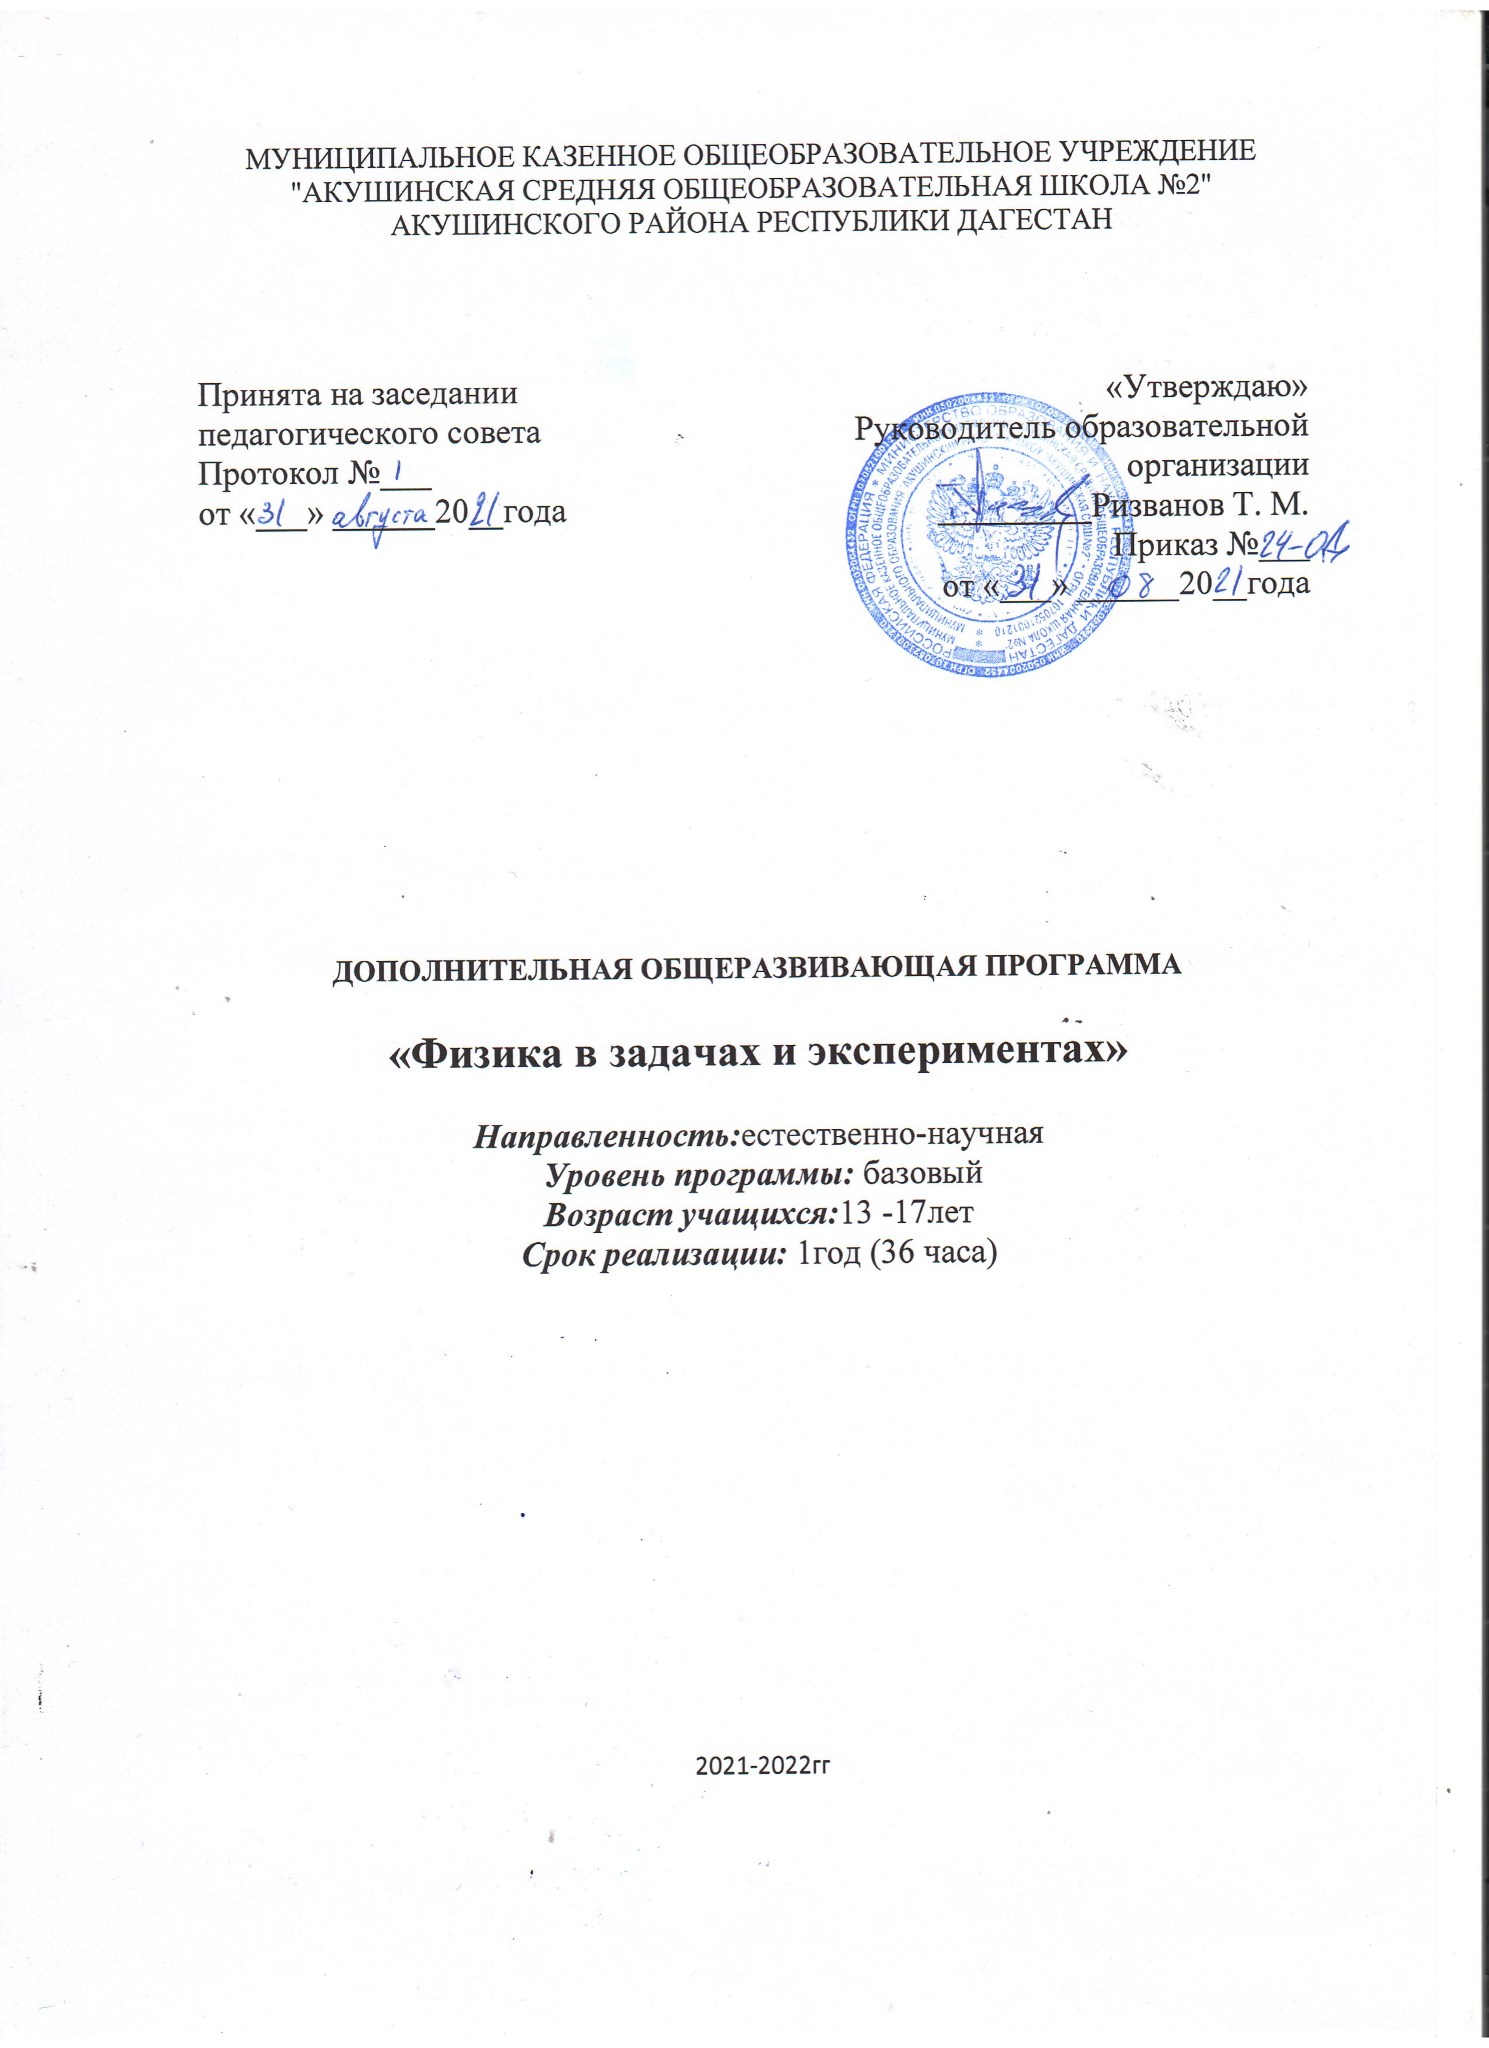 МУНИЦИПАЛЬНОЕ КАЗЕННОЕ ОБЩЕОБРАЗОВАТЕЛЬНОЕ УЧРЕЖДЕНИЕ
"АКУШИНСКАЯ СРЕДНЯЯ ОБЩЕОБРАЗОВАТЕЛЬНАЯ ШКОЛА №2"
АКУШИНСКОГО РАЙОНА РЕСПУБЛИКИ ДАГЕСТАН
Принята на заседании
педагогического совета
Протокол № 1
от «31» августа 2021 года
«Утверждаю»
Руководитель образовательной
организации
Ризванов Т. М.
Приказ №24-ОД
от «31» 08 2021 года
ДОПОЛНИТЕЛЬНАЯ ОБЩЕРАЗВИВАЮЩАЯ ПРОГРАММА
«Физика в задачах и экспериментах»
Направленность:естественно-научная
Уровень программы: базовый
Возраст учащихся:13 -17лет
Срок реализации: 1год (36 часа)
2021-2022гг